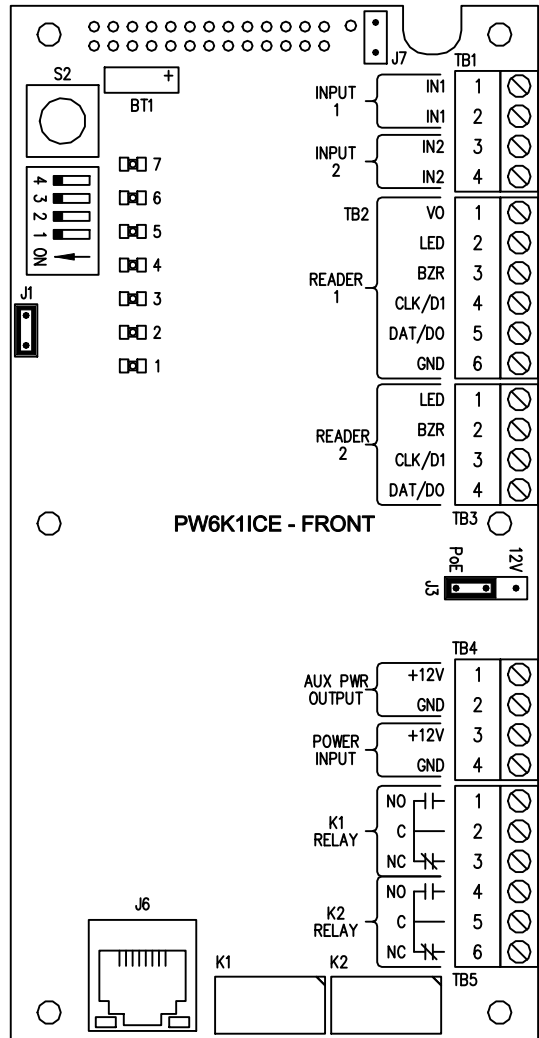 J7
TB1
S2
+
BT1
INPUT
1
IN1 1
IN1 2
INPUT
2
IN2 3
IN2 4
4
3
2
1
ON
7
6
5
4
3
2
1
J1
TB2
READER
1
VO 1
LED 2
BZR 3
CLK/D1 4
DAT/D0 5
GND 6
READER
2
LED 1
BZR 2
CLK/D1 3
DAT/D0 4
TB3
PW6K1ICE - FRONT
PoE
12V
J3
TB4
AUX PWR
OUTPUT
+12V 1
GND 2
POWER
INPUT
+12V 3
GND 4
K1
RELAY
NO 1
C 2
NC 3
K2
RELAY
NO 4
C 5
NC 6
TB5
J6
K1
K2